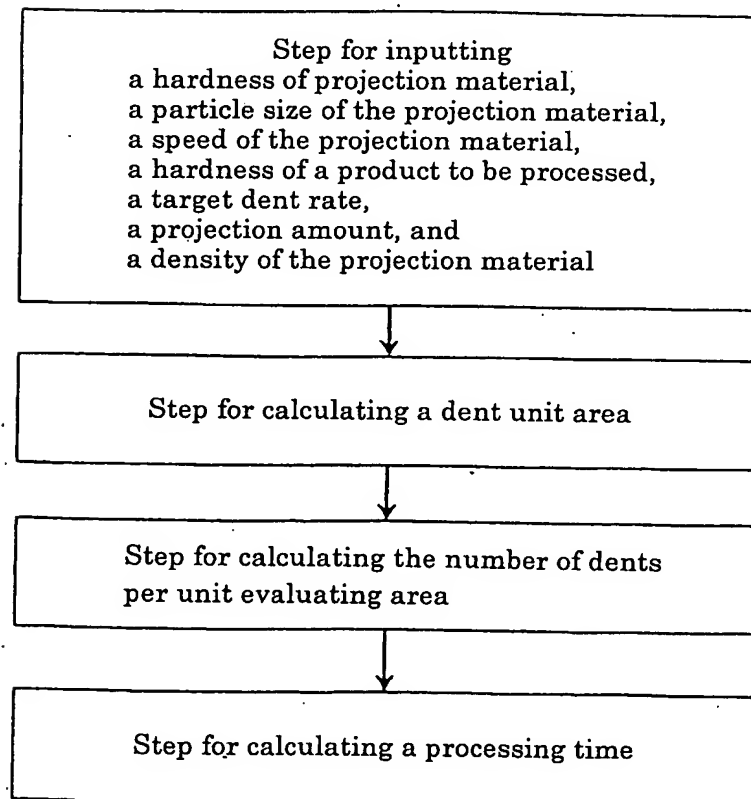 Step for inputting
a hardness of projection material,
a particle size of the projection material,
a speed of the projection material,
a hardness of a product to be processed,
a target dent rate,
a projection amount, and
a density of the projection material
Step for calculating a dent unit area
Step for calculating the number of dents
per unit evaluating area
Step for calculating a processing time